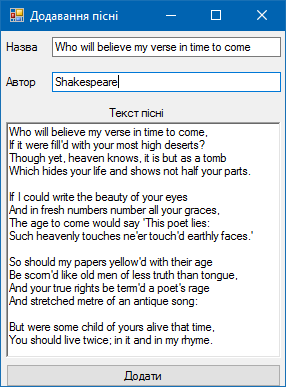 Додавання пісні
Назва
Who will believe my verse in time to come
Автор
Shakespeare
Текст пісні
Who will believe my verse in time to come,
If it were fill'd with your most high deserts?
Though yet, heaven knows, it is but as a tomb
Which hides your life and shows not half your parts.

If I could write the beauty of your eyes
And in fresh numbers number all your graces,
The age to come would say 'This poet lies:
Such heavenly touches ne'er touch'd earthly faces.'

So should my papers yellow'd with their age
Be scorn'd like old men of less truth than tongue,
And your true rights be term'd a poet's rage
And stretched metre of an antique song:

But were some child of yours alive that time,
You should live twice; in it and in my rhyme.
Додати